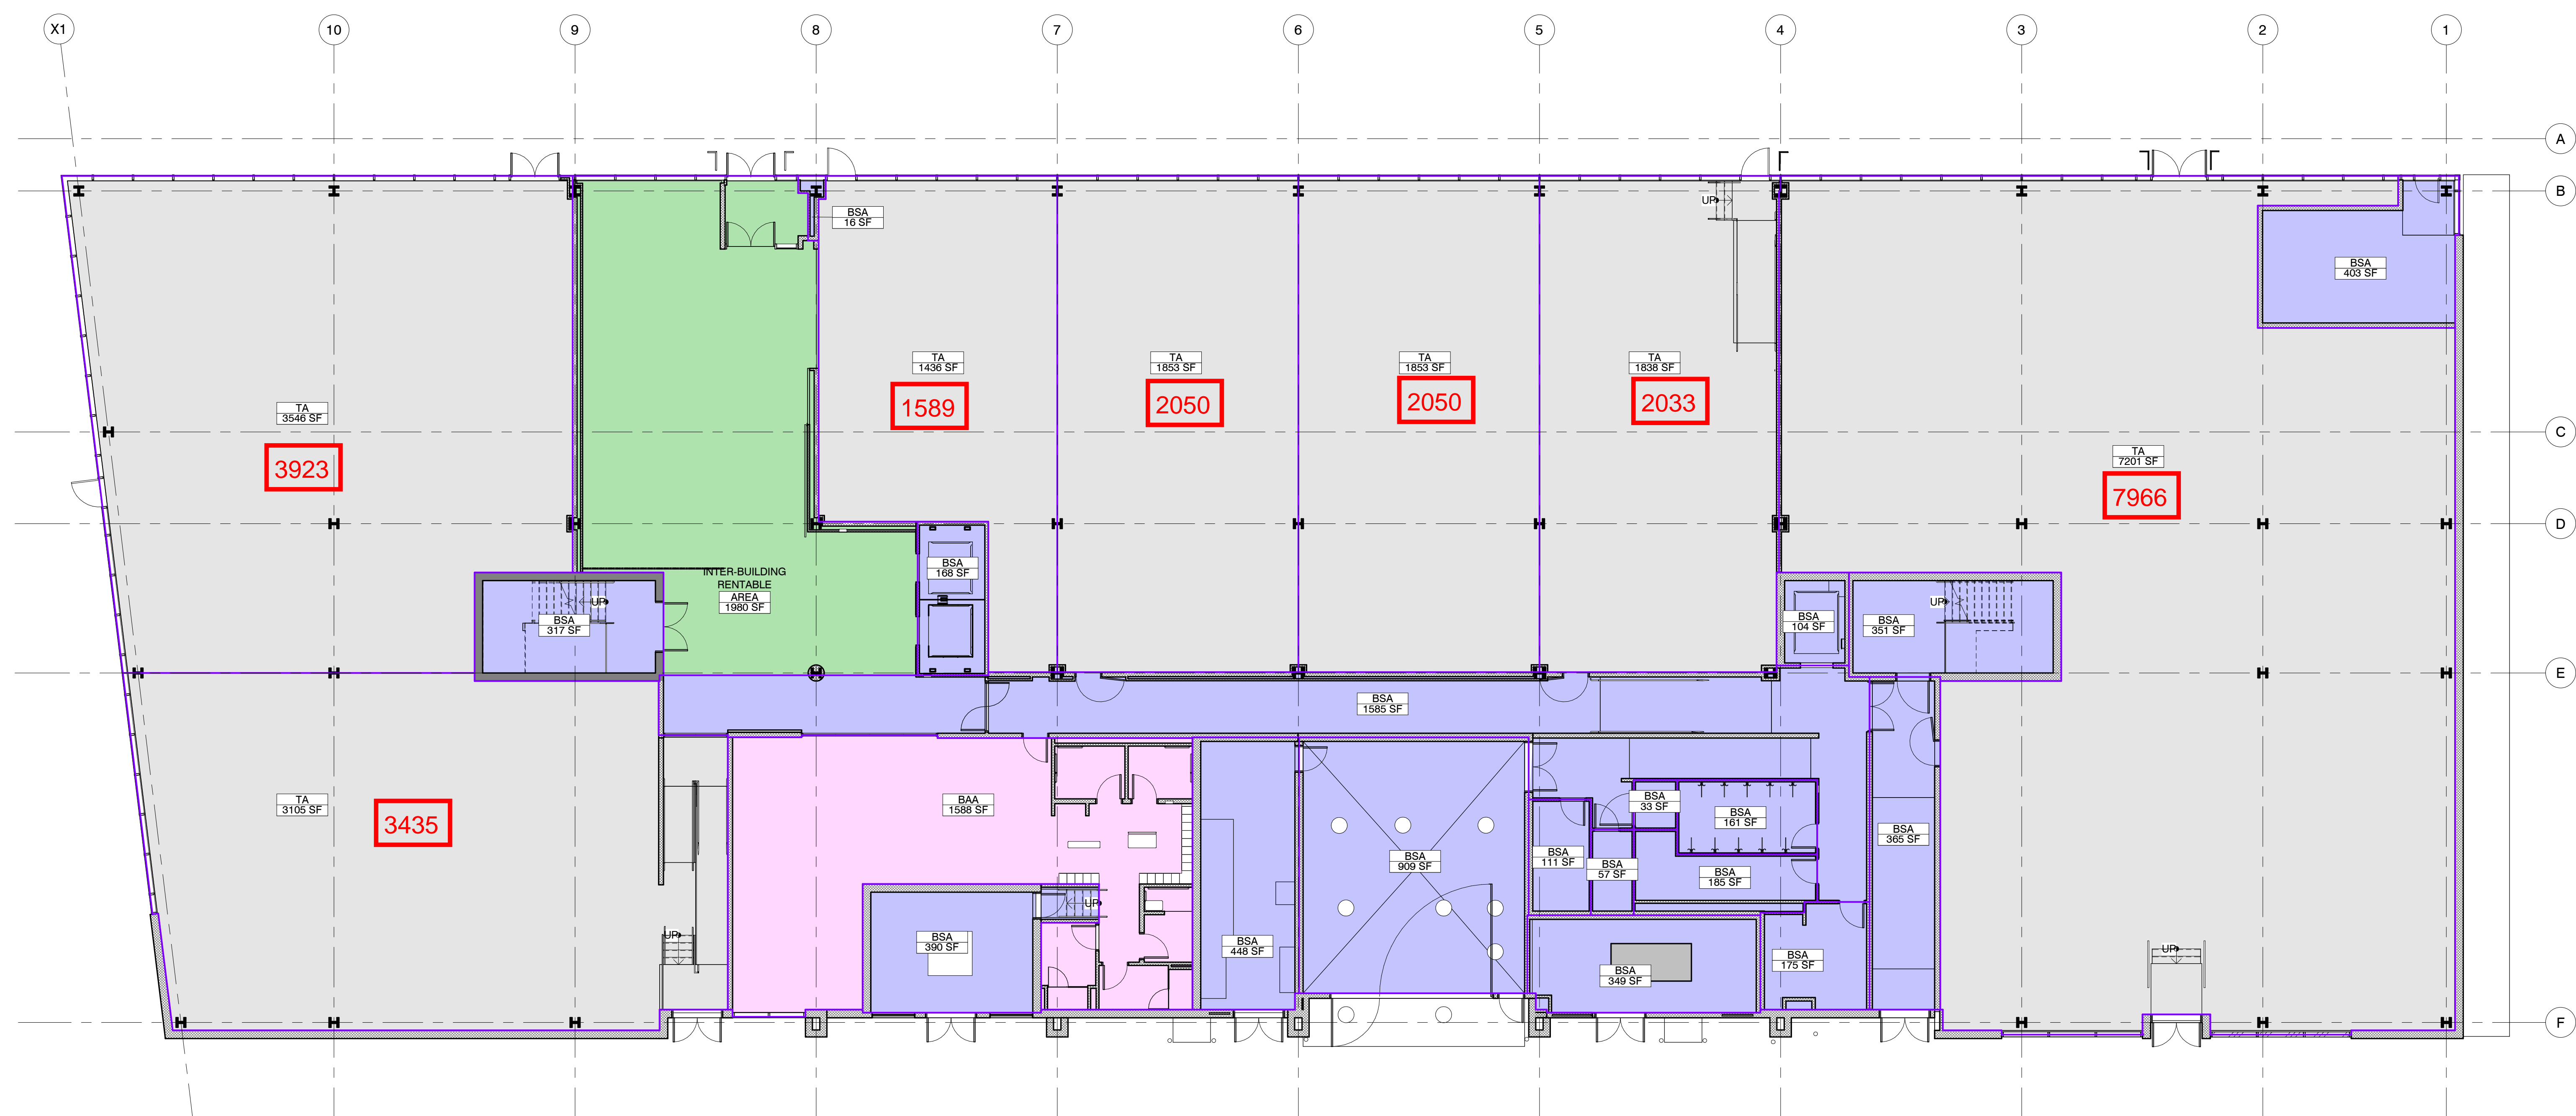 X1
10
9
8
7
6
5
4
3
2
1
A
B
UP
BSA
16 SF
BSA
403 SF
TA
1436 SF
TA
1853 SF
TA
1853 SF
TA
1838 SF
1589
2050
2050
2033
TA
3546 SF
C
3923
TA
7201 SF
7966
D
INTER-BUILDING
RENTABLE
AREA
1980 SF
BSA
168 SF
UP
BSA
317 SF
BSA
104 SF
UP
BSA
351 SF
E
BSA
1585 SF
TA
3105 SF
3435
BAA
1588 SF
BSA
33 SF
BSA
161 SF
BSA
365 SF
BSA
909 SF
BSA
111 SF
BSA
57 SF
BSA
185 SF
UP
UP
BSA
390 SF
BSA
448 SF
UP
BSA
175 SF
BSA
349 SF
F